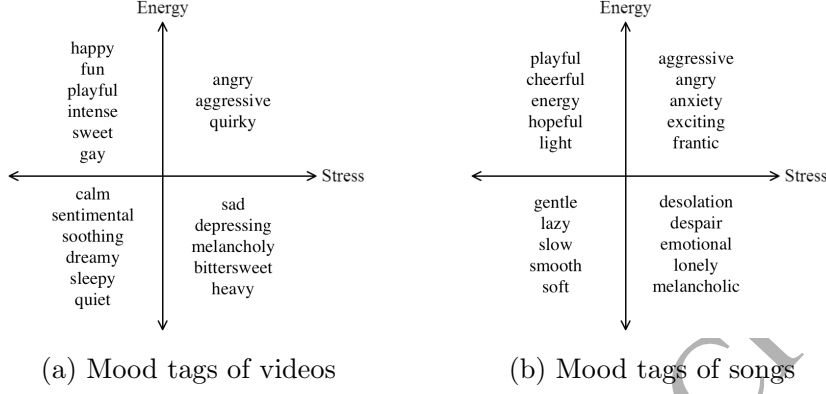 Energy
happy
fun
playful
intense
sweet
gay
angry
aggressive
quirky
Stress
calm
sentimental
soothing
dreamy
sleepy
quiet
sad
depressing
melancholy
bittersweet
heavy
(a) Mood tags of videos
Energy
playful
cheerful
energy
hopeful
light
aggressive
angry
anxiety
exciting
frantic
Stress
gentle
lazy
slow
smooth
soft
desolation
despair
emotional
lonely
melancholic
(b) Mood tags of songs